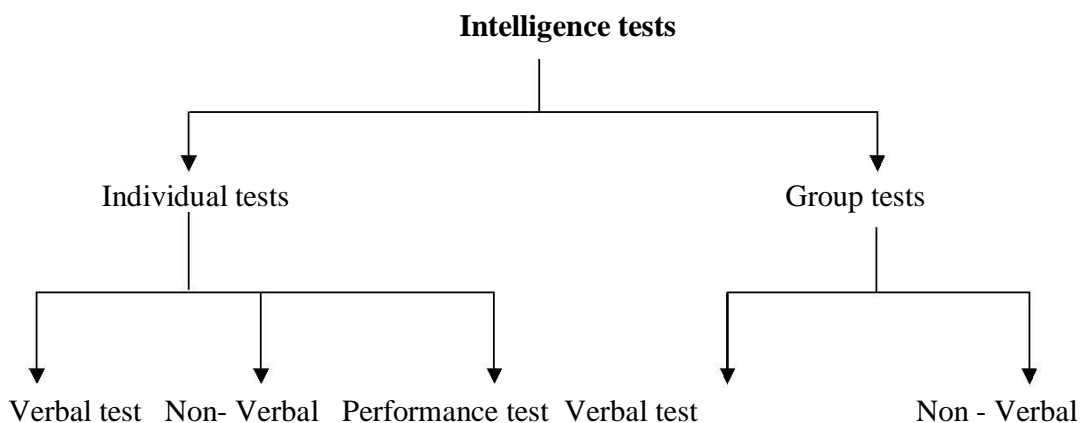 Intelligence tests
Individual tests Group tests
Verbal test Non- Verbal Performance test Verbal test Non - Verbal